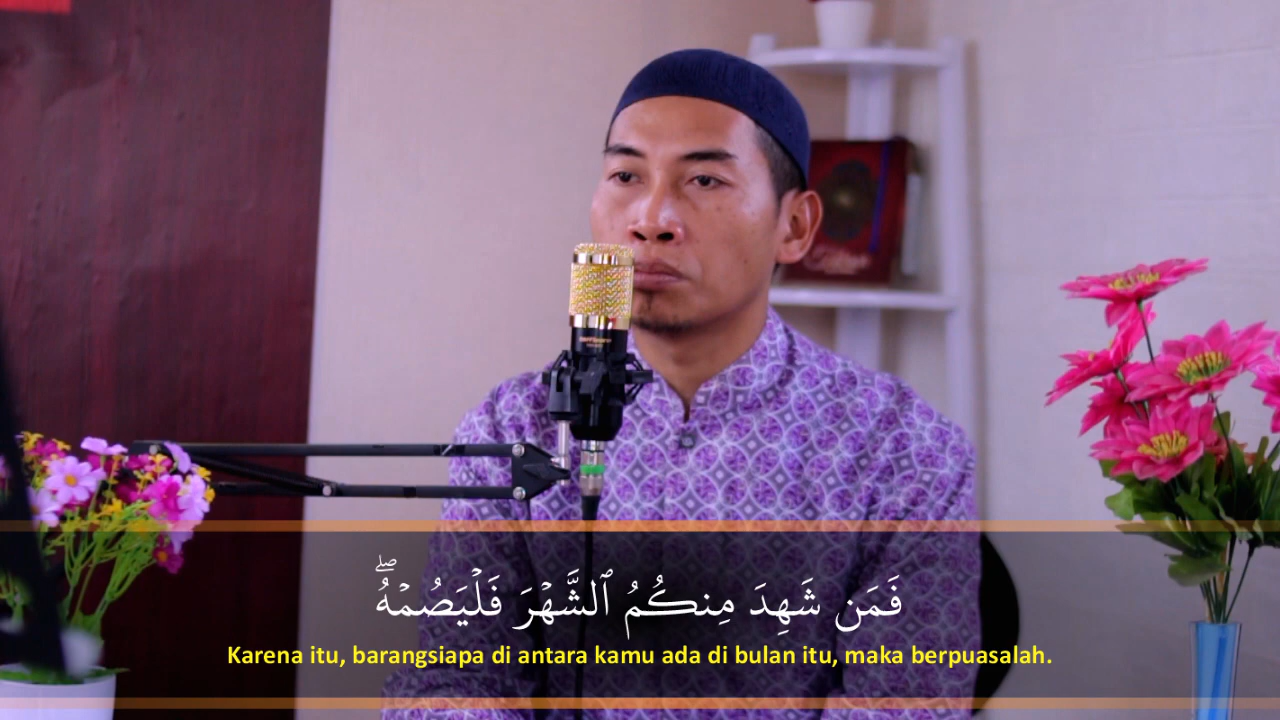 فَمَن شَهِدَ مِنكُمُ ٱلشَّهۡرَ فَلۡيَصُمۡهُۖ
Karena itu, barangsiapa di antara kamu ada di bulan itu, maka berpuasalah.